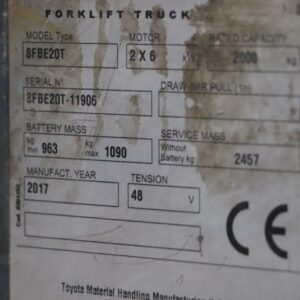 FORKLIFT TRUCK
MODEL Type MOTOR RATED CAPACITY
8FBE20T 2 X 6 kW 2000
SERIAL N° DRAW-BAR PULL
8FBE20T-11906
BATTERY MASS SERVICE MASS
kg min. 963 kg max. 1090 Without Battery kg 2457
MANUFACT. YEAR TENSION
2017 48 V
CE
Toyota Material Handling Manufacturing